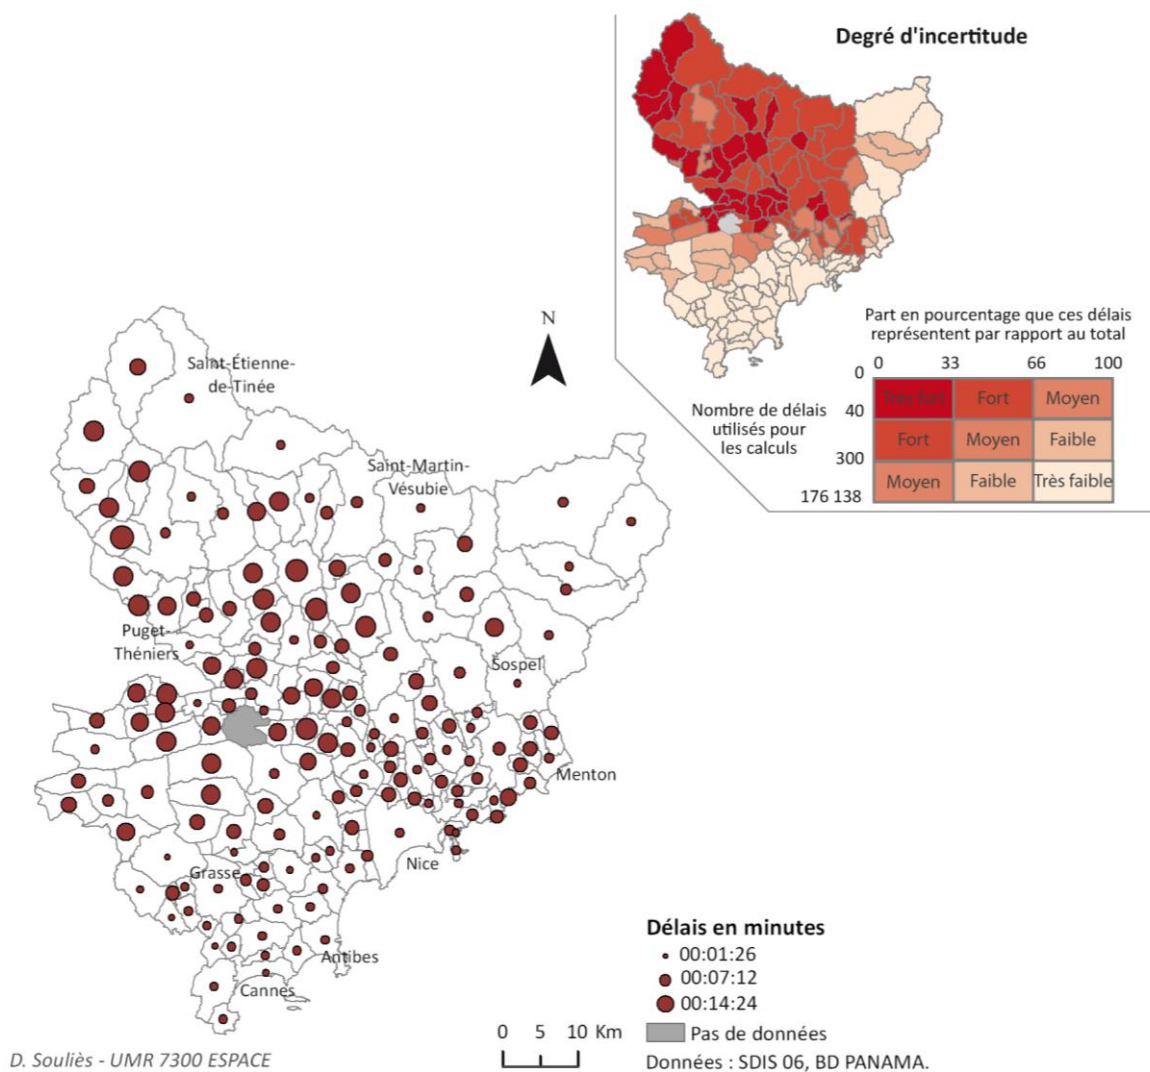 Degré d'incertitude
Part en pourcentage que ces délais
représentent par rapport au total
0 33 66 100
Nombre de délais
utilisés pour
les calculs
0
40
300
176 138
Très fort Fort Moyen
Fort Moyen Faible
Moyen Faible Très faible
N
Saint-Étienne-
de-Tinée
Saint-Martin-
Vésubie
Puget-
Théniers
Sospel
Menton
Nice
Grasse
Antibes
Cannes
Délais en minutes
00:01:26
00:07:12
00:14:24
Pas de données
0 5 10 Km
D. Souliès - UMR 7300 ESPACE
Données : SDIS 06, BD PANAMA.